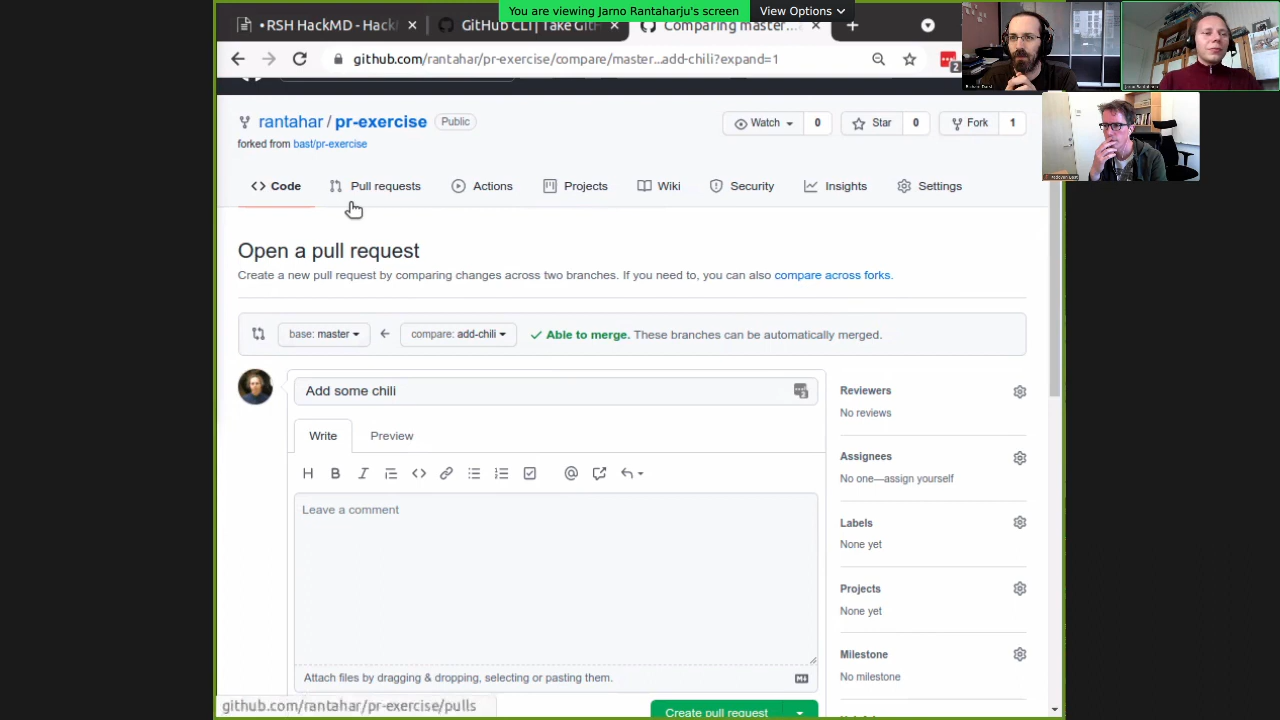 You are viewing Jarno Rantaharju's screen
View Options
•RSH HackMD - Hack
GitHub CLI | Take GitH
Comparing master...
github.com/rantahar/pr-exercise/compare/master...add-chili?expand=1
2
rantahar / pr-exercise
Public
Watch 0
Star 0
Fork 1
forked from bast/pr-exercise
Code
Pull requests
Actions
Projects
Wiki
Security
Insights
Settings
Open a pull request
Create a new pull request by comparing changes across two branches. If you need to, you can also compare across forks.
base: master
compare: add-chili
Able to merge. These branches can be automatically merged.
Add some chili
Write
Preview
Leave a comment
Attach files by dragging & dropping, selecting or pasting them.
Create pull request
Reviewers
No reviews
Assignees
No one—assign yourself
Labels
None yet
Projects
None yet
Milestone
No milestone
github.com/rantahar/pr-exercise/pulls